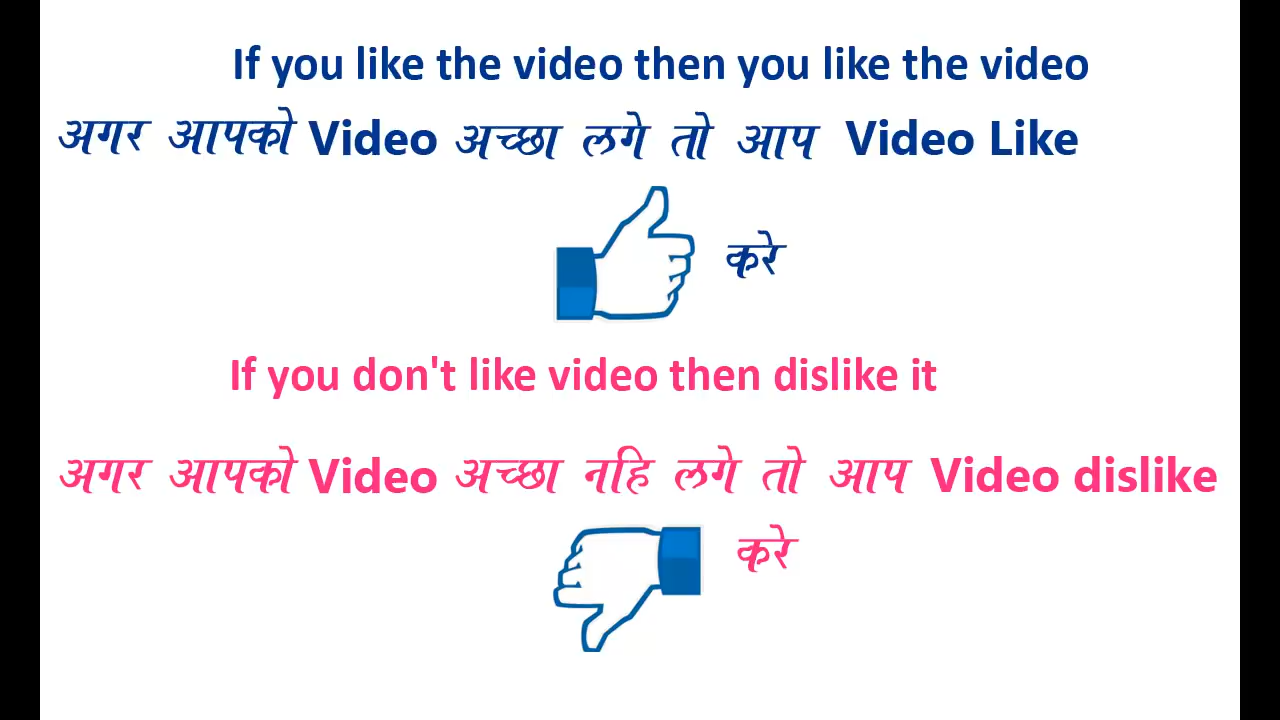 If you like the video then you like the video
अगर आपको Video अच्छा लगे तो आप Video Like
करे
If you don't like video then dislike it
अगर आपको Video अच्छा नहि लगे तो आप Video dislike
करे